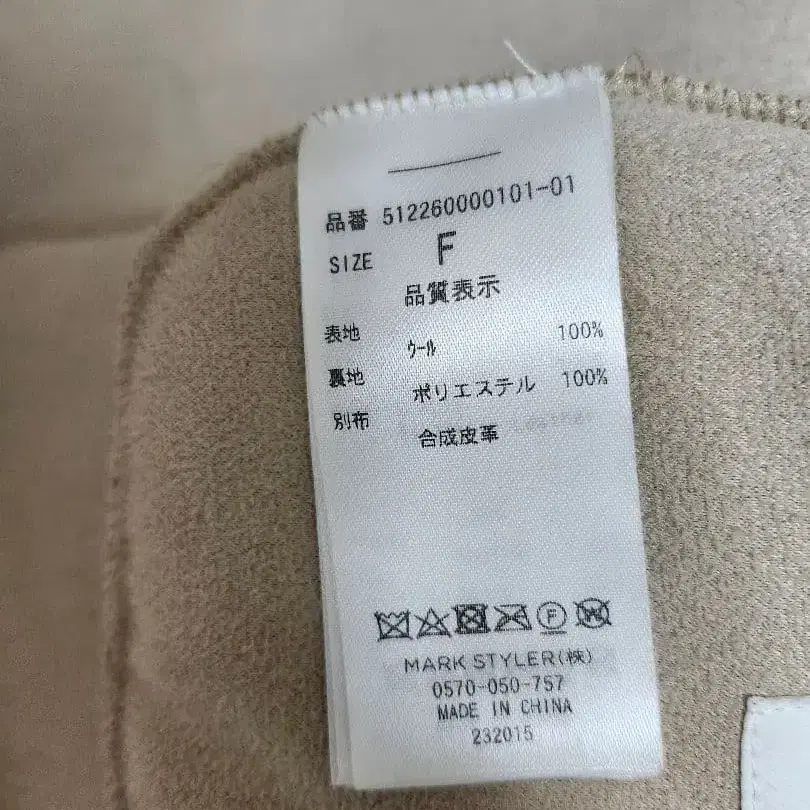 品番 512260000101-01
SIZE F
品質表示
表地 ウール 100%
裏地 ポリエステル 100%
別布 合成皮革
MARK STYLER(株)
0570-050-757
MADE IN CHINA
232015